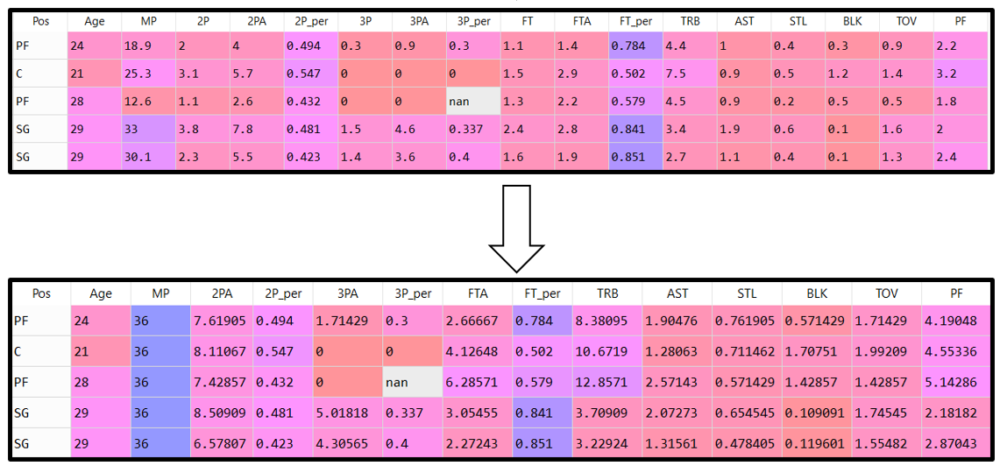 Pos Age MP 2P 2PA 2P_per 3P 3PA 3P_per FT FTA FT_per TRB AST STL BLK TOV PF
PF 24 18.9 2 4 0.494 0.3 0.9 0.3 1.1 1.4 0.784 4.4 1 0.4 0.3 0.9 2.2
C 21 25.3 3.1 5.7 0.547 0 0 0 1.5 2.9 0.502 7.5 0.9 0.5 1.2 1.4 3.2
PF 28 12.6 1.1 2.6 0.432 0 0 nan 1.3 2.2 0.579 4.5 0.9 0.2 0.5 0.5 1.8
SG 29 33 3.8 7.8 0.481 1.5 4.6 0.337 2.4 2.8 0.841 3.4 1.9 0.6 0.1 1.6 2
SG 29 30.1 2.3 5.5 0.423 1.4 3.6 0.4 1.6 1.9 0.851 2.7 1.1 0.4 0.1 1.3 2.4
Pos Age MP 2PA 2P_per 3PA 3P_per FTA FT_per TRB AST STL BLK TOV PF
PF 24 36 7.61905 0.494 1.71429 0.3 2.66667 0.784 8.38095 1.90476 0.761905 0.571429 1.71429 4.19048
C 21 36 8.11067 0.547 0 0 4.12648 0.502 10.6719 1.28063 0.711462 1.70751 1.99209 4.55336
PF 28 36 7.42857 0.432 0 nan 6.28571 0.579 12.8571 2.57143 0.571429 1.42857 1.42857 5.14286
SG 29 36 8.50909 0.481 5.01818 0.337 3.05455 0.841 3.70909 2.07273 0.654545 0.109091 1.74545 2.18182
SG 29 36 6.57807 0.423 4.30565 0.4 2.27243 0.851 3.22924 1.31561 0.478405 0.119601 1.55482 2.87043